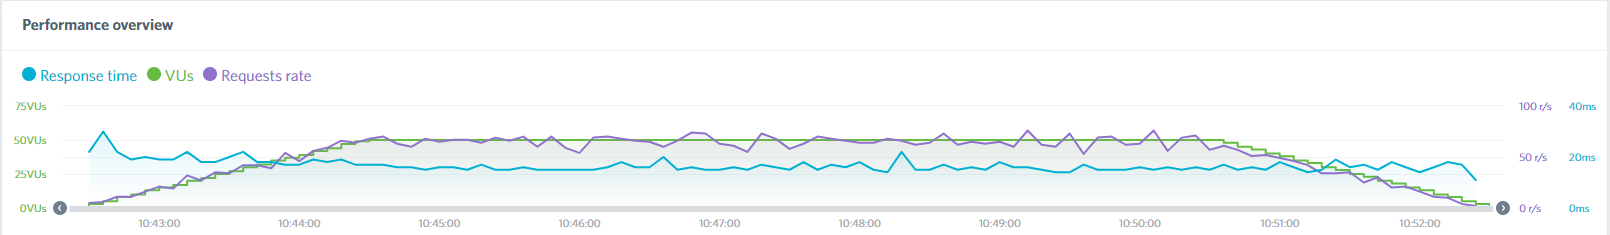 Performance overview
Response time VUs Requests rate
75VUs 100 r/s 40ms
50VUs
50 r/s 20ms
25VUs
0VUs 0 r/s 0ms
10:43:00 10:44:00 10:45:00 10:46:00 10:47:00 10:48:00 10:49:00 10:50:00 10:51:00 10:52:00